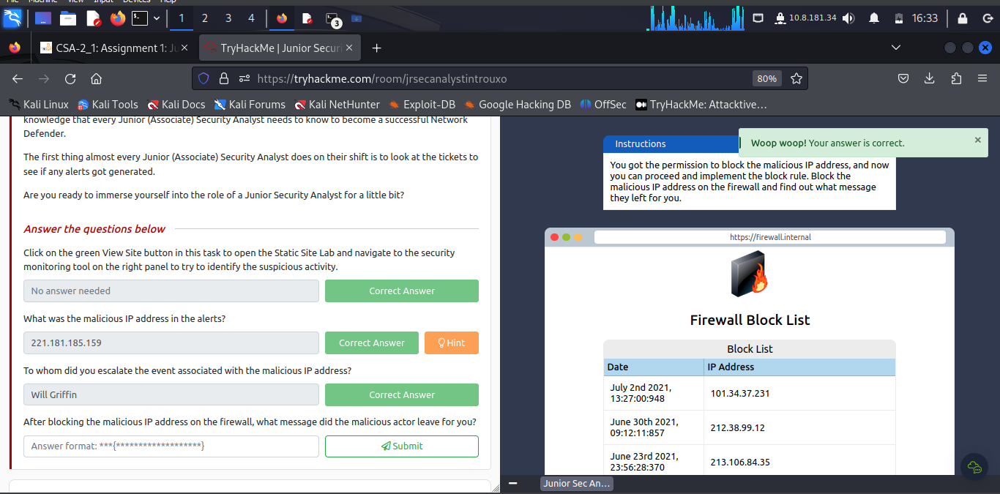 File Machine View Input Devices Help
1 2 3 4
3
10.8.181.34
16:33
CSA-2_1: Assignment 1: Ju
TryHackMe | Junior Securi
https://tryhackme.com/room/jrsecanalystintrouxo
80%
Kali Linux
Kali Tools
Kali Docs
Kali Forums
Kali NetHunter
Exploit-DB
Google Hacking DB
OffSec
TryHackMe: Attacktive…
knowledge that every Junior (Associate) Security Analyst needs to know to become a successful Network
Defender.
The first thing almost every Junior (Associate) Security Analyst does on their shift is to look at the tickets to
see if any alerts got generated.
Are you ready to immerse yourself into the role of a Junior Security Analyst for a little bit?
Answer the questions below
Click on the green View Site button in this task to open the Static Site Lab and navigate to the security
monitoring tool on the right panel to try to identify the suspicious activity.
No answer needed
Correct Answer
What was the malicious IP address in the alerts?
221.181.185.159
Correct Answer
Hint
To whom did you escalate the event associated with the malicious IP address?
Will Griffin
Correct Answer
After blocking the malicious IP address on the firewall, what message did the malicious actor leave for you?
Answer format: ***{*******************}
Submit
Woop woop! Your answer is correct.
Instructions
You got the permission to block the malicious IP address, and now
you can proceed and implement the block rule. Block the
malicious IP address on the firewall and find out what message
they left for you.
https://firewall.internal
Firewall Block List
Block List
Date
IP Address
July 2nd 2021,
13:27:00:948
101.34.37.231
June 30th 2021,
09:12:11:857
212.38.99.12
June 23rd 2021,
23:56:28:370
213.106.84.35
Junior Sec An…